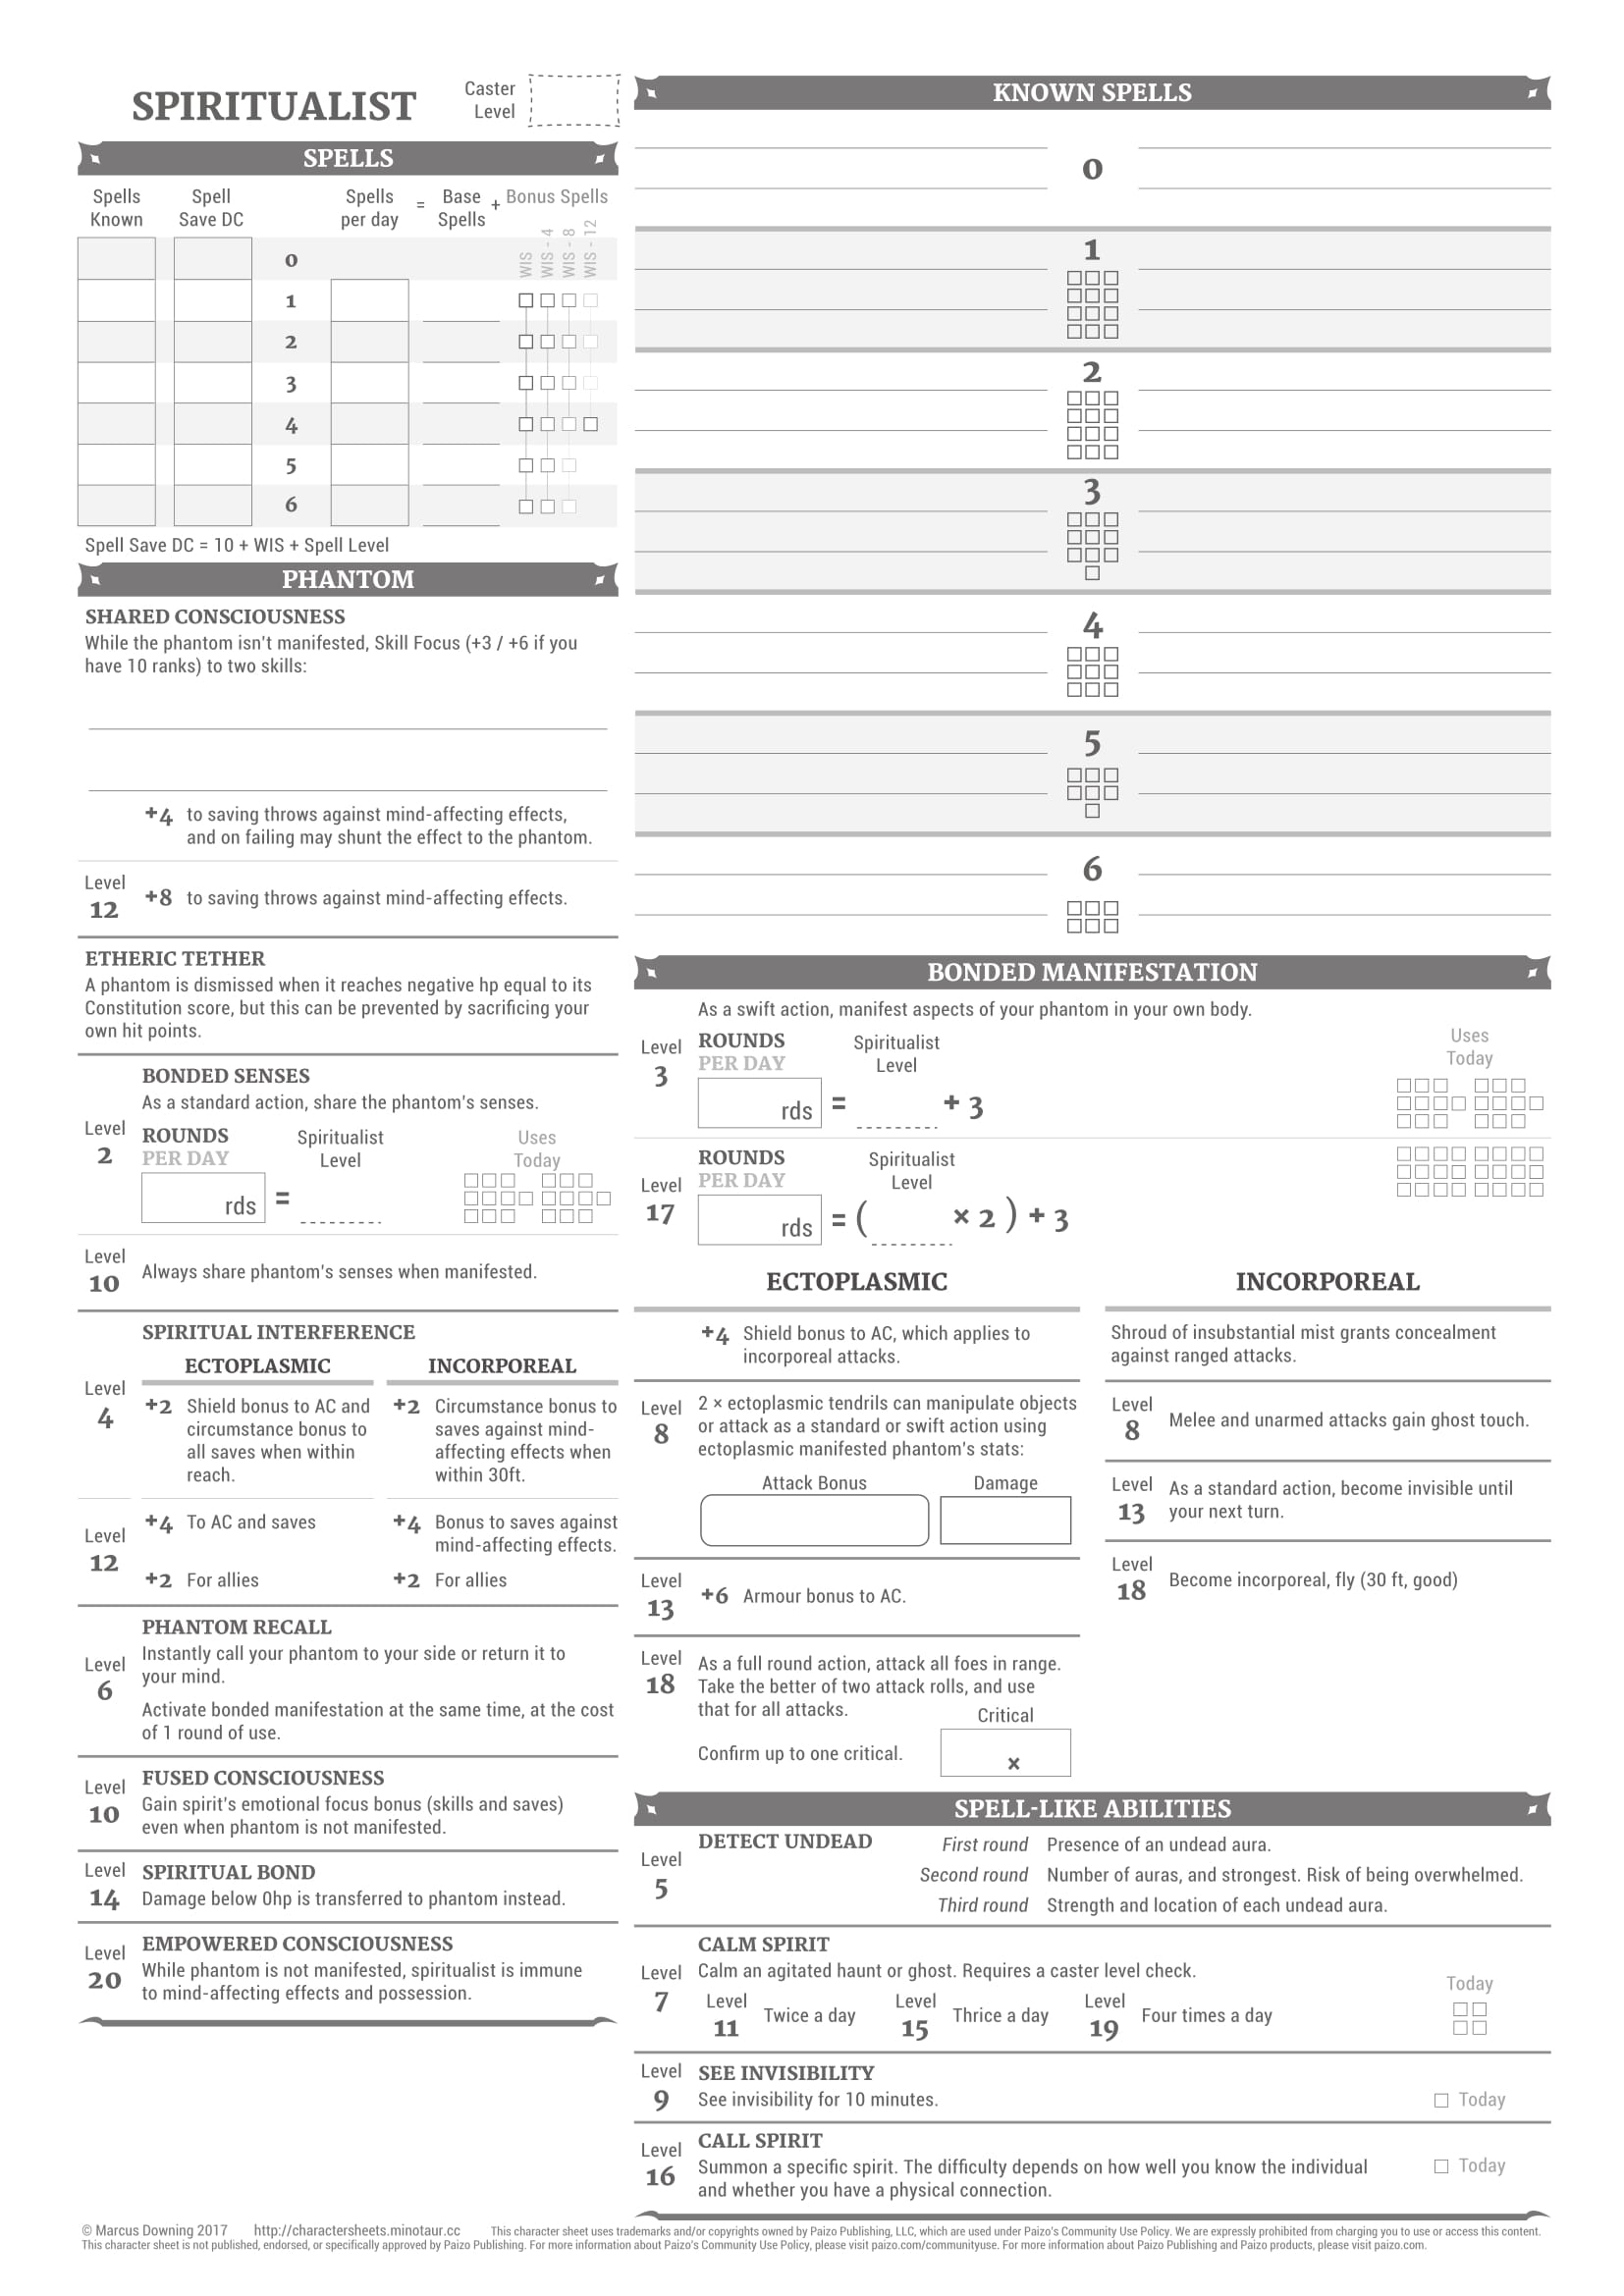 SPIRITUALIST
Caster
Level
SPELLS
Spells
Known
Spell
Save DC
Spells
per day
=
Base
Spells
+
Bonus Spells
WIS
WIS - 4
WIS - 8
WIS - 12
0
1
2
3
4
5
6
Spell Save DC = 10 + WIS + Spell Level
PHANTOM
SHARED CONSCIOUSNESS
While the phantom isn't manifested, Skill Focus (+3 / +6 if you
have 10 ranks) to two skills:
+4 to saving throws against mind-affecting effects,
and on failing may shunt the effect to the phantom.
Level
12
+8 to saving throws against mind-affecting effects.
ETHERIC TETHER
A phantom is dismissed when it reaches negative hp equal to its
Constitution score, but this can be prevented by sacrificing your
own hit points.
Level
2
BONDED SENSES
As a standard action, share the phantom's senses.
ROUNDS
PER DAY
rds
=
Spiritualist
Level
Uses
Today
Level
10
Always share phantom's senses when manifested.
SPIRITUAL INTERFERENCE
Level
4
ECTOPLASMIC
+2 Shield bonus to AC and
circumstance bonus to
all saves when within
reach.
INCORPOREAL
+2 Circumstance bonus to
saves against mind-
affecting effects when
within 30ft.
Level
12
+4 To AC and saves
+2 For allies
+4 Bonus to saves against
mind-affecting effects.
+2 For allies
Level
6
PHANTOM RECALL
Instantly call your phantom to your side or return it to
your mind.
Activate bonded manifestation at the same time, at the cost
of 1 round of use.
Level
10
FUSED CONSCIOUSNESS
Gain spirit's emotional focus bonus (skills and saves)
even when phantom is not manifested.
Level
14
SPIRITUAL BOND
Damage below 0hp is transferred to phantom instead.
Level
20
EMPOWERED CONSCIOUSNESS
While phantom is not manifested, spiritualist is immune
to mind-affecting effects and possession.
KNOWN SPELLS
0
1
2
3
4
5
6
BONDED MANIFESTATION
As a swift action, manifest aspects of your phantom in your own body.
Level
3
ROUNDS
PER DAY
rds
=
Spiritualist
Level
+ 3
Uses
Today
Level
17
ROUNDS
PER DAY
rds
= (
Spiritualist
Level
× 2 ) + 3
ECTOPLASMIC
+4 Shield bonus to AC, which applies to
incorporeal attacks.
Level
8
2 × ectoplasmic tendrils can manipulate objects
or attack as a standard or swift action using
ectoplasmic manifested phantom's stats:
Attack Bonus
Damage
Level
13
+6 Armour bonus to AC.
Level
18
As a full round action, attack all foes in range.
Take the better of two attack rolls, and use
that for all attacks.
Confirm up to one critical.
Critical
×
INCORPOREAL
Shroud of insubstantial mist grants concealment
against ranged attacks.
Level
8
Melee and unarmed attacks gain ghost touch.
Level
13
As a standard action, become invisible until
your next turn.
Level
18
Become incorporeal, fly (30 ft, good)
SPELL-LIKE ABILITIES
Level
5
DETECT UNDEAD
First round Presence of an undead aura.
Second round Number of auras, and strongest. Risk of being overwhelmed.
Third round Strength and location of each undead aura.
Level
7
CALM SPIRIT
Calm an agitated haunt or ghost. Requires a caster level check.
Level
11
Twice a day
Level
15
Thrice a day
Level
19
Four times a day
Today
Level
9
SEE INVISIBILITY
See invisibility for 10 minutes.
Today
Level
16
CALL SPIRIT
Summon a specific spirit. The difficulty depends on how well you know the individual
and whether you have a physical connection.
Today
© Marcus Downing 2017 http://charactersheets.minotaur.cc This character sheet uses trademarks and/or copyrights owned by Paizo Publishing, LLC, which are used under Paizo's Community Use Policy. We are expressly prohibited from charging you to use or access this content.
This character sheet is not published, endorsed, or specifically approved by Paizo Publishing. For more information about Paizo's Community Use Policy, please visit paizo.com/communityuse. For more information about Paizo Publishing and Paizo products, please visit paizo.com.